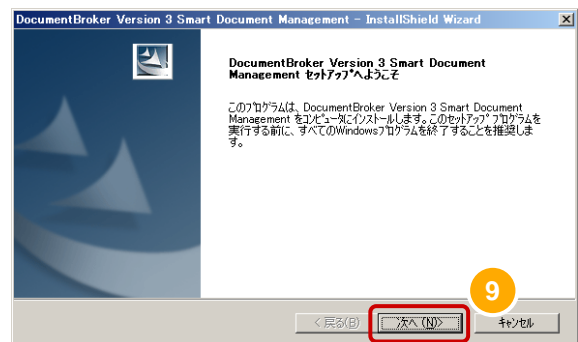 DocumentBroker Version 3 Smart Document Management - InstallShield Wizard
DocumentBroker Version 3 Smart Document
Management セットアップへようこそ
このプログラムは、DocumentBroker Version 3 Smart Document
Management をコンピュータにインストールします。このセットアップ プログラムを
実行する前に、すべてのWindowsプログラムを終了することを推奨しま
す。
9
< 戻る(B)
次へ (N)>
キャンセル